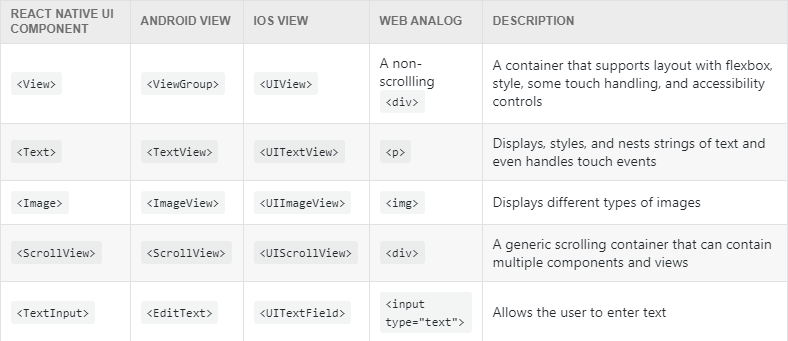 REACT NATIVE UI COMPONENT ANDROID VIEW IOS VIEW WEB ANALOG DESCRIPTION
<View> <ViewGroup> <UIView> A non-scrollling <div> A container that supports layout with flexbox, style, some touch handling, and accessibility controls
<Text> <TextView> <UITextView> <p> Displays, styles, and nests strings of text and even handles touch events
<Image> <ImageView> <UIImageView> <img> Displays different types of images
<ScrollView> <ScrollView> <UIScrollView> <div> A generic scrolling container that can contain multiple components and views
<TextInput> <EditText> <UITextField> <input type="text"> Allows the user to enter text